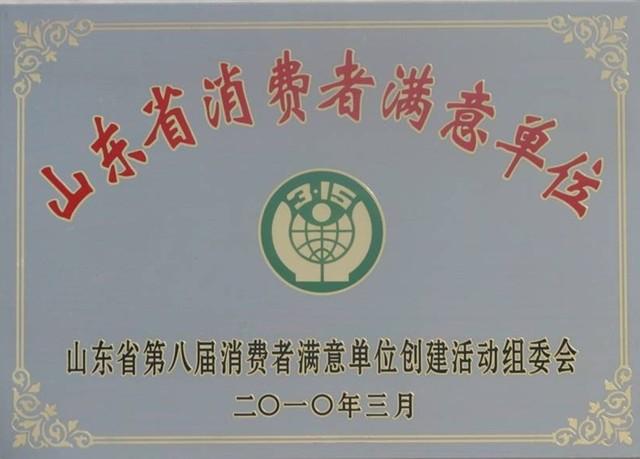 山东省消费者满意单位
3·15
山东省第八届消费者满意单位创建活动组委会
二〇一〇年三月